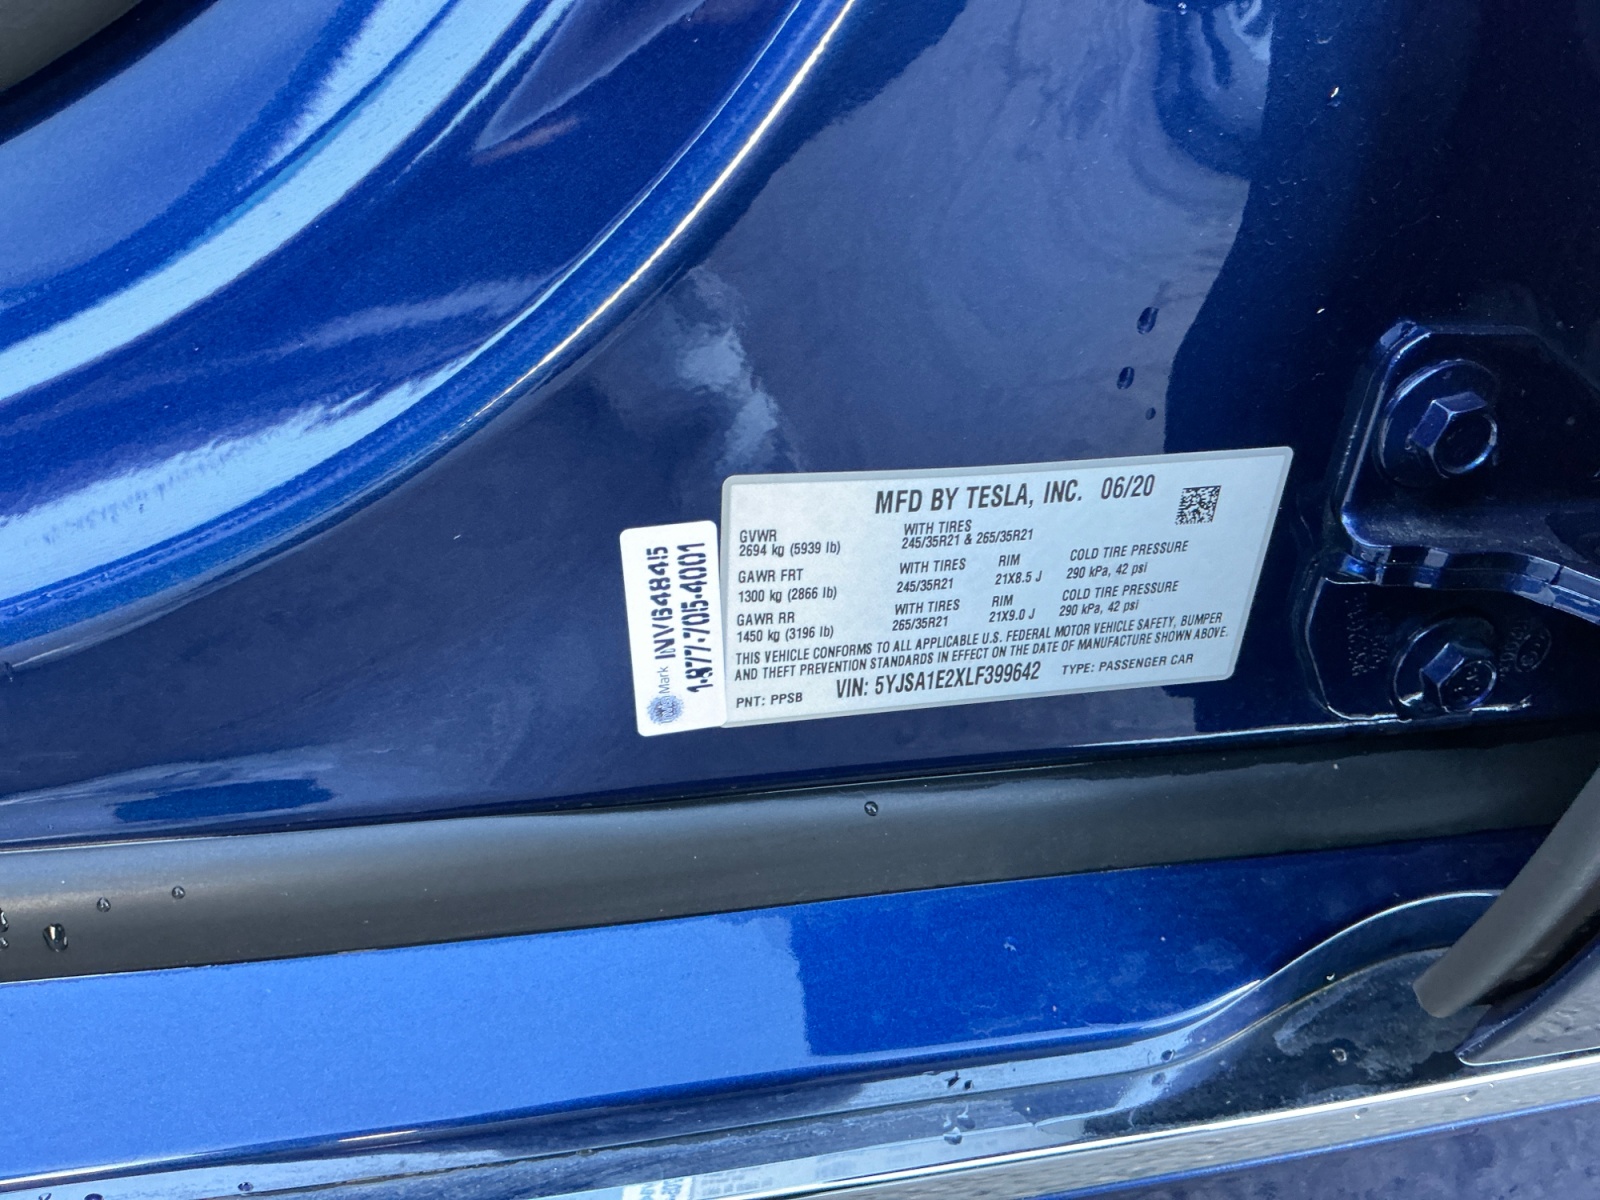 MFD BY TESLA, INC. 06/20
GVWR
2694 kg (5939 lb)
WITH TIRES
245/35R21 & 265/35R21
GAWR FRT
1300 kg (2866 lb)
WITH TIRES
245/35R21
RIM
21X8.5 J
COLD TIRE PRESSURE
290 kPa, 42 psi
GAWR RR
1450 kg (3196 lb)
WITH TIRES
265/35R21
RIM
21X9.0 J
COLD TIRE PRESSURE
290 kPa, 42 psi
THIS VEHICLE CONFORMS TO ALL APPLICABLE U.S. FEDERAL MOTOR VEHICLE SAFETY, BUMPER
AND THEFT PREVENTION STANDARDS IN EFFECT ON THE DATE OF MANUFACTURE SHOWN ABOVE.
PNT: PPSB
VIN: 5YJSA1E2XLF399642
TYPE: PASSENGER CAR
Mark INV64845
1-877-705-4001